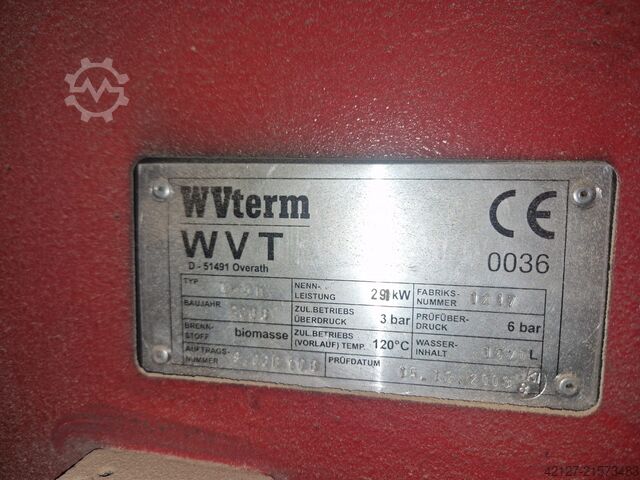 WVterm
WVT
D - 51491 Overath
CE
0036
TYP
NENN-
LEISTUNG
kW
FABRIKS-
NUMMER
BAUJAHR
ZUL.BETRIEBS
ÜBERDRUCK
3 bar
PRÜFÜBER-
DRUCK
6 bar
BRENN-
STOFF
biomasse
ZUL.BETRIEBS
(VORLAUF) TEMP.
120°C
WASSER-
INHALT
L
AUFTRAGS-
NUMMER
PRÜFDATUM
42127-21573483